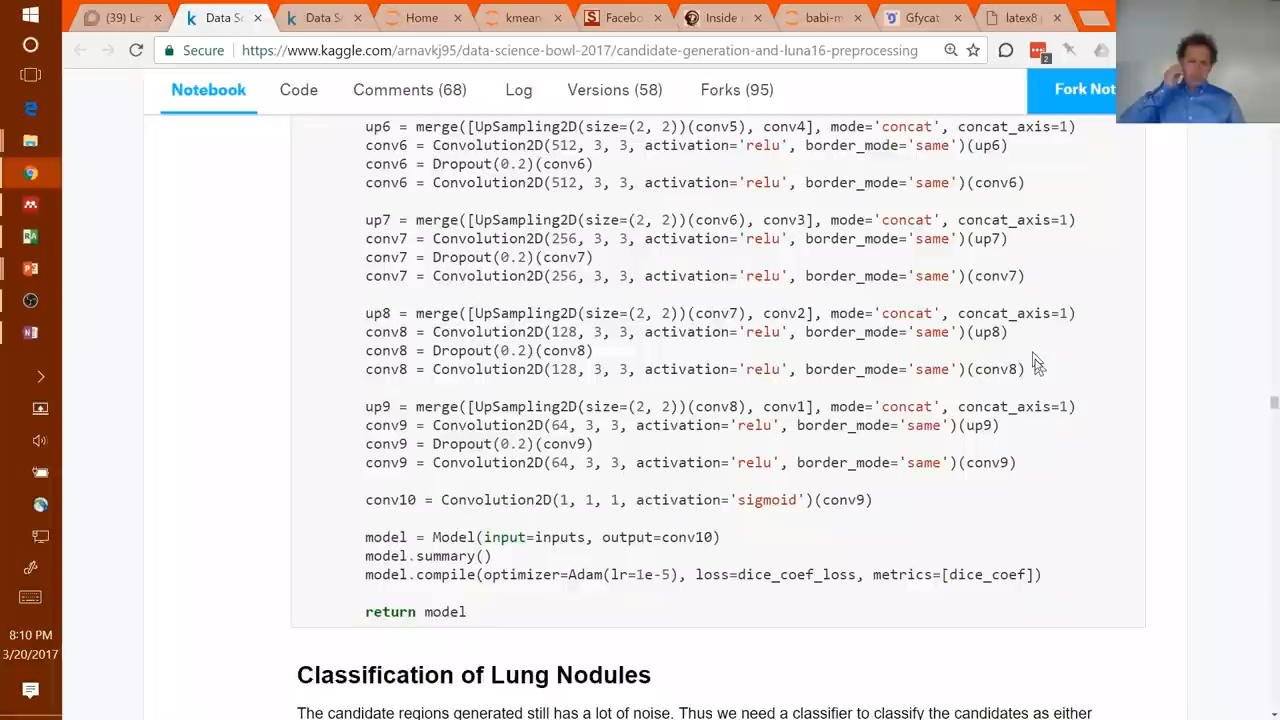 (39) Le
Data S
Data S
Home
kmean
Facebo
Inside
babi-m
Gfycat
latex8
Secure
https://www.kaggle.com/arnavkj95/data-science-bowl-2017/candidate-generation-and-luna16-preprocessing
2
Notebook
Code
Comments (68)
Log
Versions (58)
Forks (95)
Fork Not
up6 = merge([UpSampling2D(size=(2, 2))(conv5), conv4], mode='concat', concat_axis=1)
conv6 = Convolution2D(512, 3, 3, activation='relu', border_mode='same')(up6)
conv6 = Dropout(0.2)(conv6)
conv6 = Convolution2D(512, 3, 3, activation='relu', border_mode='same')(conv6)
up7 = merge([UpSampling2D(size=(2, 2))(conv6), conv3], mode='concat', concat_axis=1)
conv7 = Convolution2D(256, 3, 3, activation='relu', border_mode='same')(up7)
conv7 = Dropout(0.2)(conv7)
conv7 = Convolution2D(256, 3, 3, activation='relu', border_mode='same')(conv7)
up8 = merge([UpSampling2D(size=(2, 2))(conv7), conv2], mode='concat', concat_axis=1)
conv8 = Convolution2D(128, 3, 3, activation='relu', border_mode='same')(up8)
conv8 = Dropout(0.2)(conv8)
conv8 = Convolution2D(128, 3, 3, activation='relu', border_mode='same')(conv8)
up9 = merge([UpSampling2D(size=(2, 2))(conv8), conv1], mode='concat', concat_axis=1)
conv9 = Convolution2D(64, 3, 3, activation='relu', border_mode='same')(up9)
conv9 = Dropout(0.2)(conv9)
conv9 = Convolution2D(64, 3, 3, activation='relu', border_mode='same')(conv9)
conv10 = Convolution2D(1, 1, 1, activation='sigmoid')(conv9)
model = Model(input=inputs, output=conv10)
model.summary()
model.compile(optimizer=Adam(lr=1e-5), loss=dice_coef_loss, metrics=[dice_coef])
return model
Classification of Lung Nodules
The candidate regions generated still has a lot of noise. Thus we need a classifier to classify the candidates as either
8:10 PM
3/20/2017